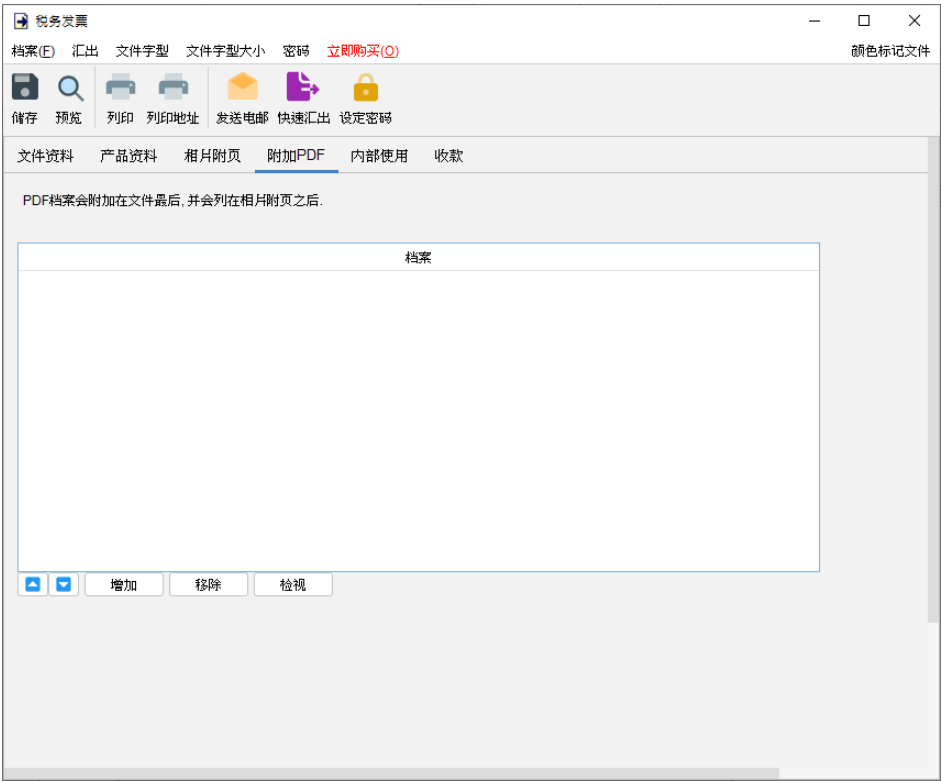 税务发票
档案(F) 汇出 文件字型 文件字型大小 密码 立即购买(O) 颜色标记文件
储存 预览 列印 列印地址 发送电邮 快速汇出 设定密码
文件资料 产品资料 相片附页 附加PDF 内部使用 收款
PDF档案会附加在文件最后, 并会列在相片附页之后.
档案
增加 移除 检视